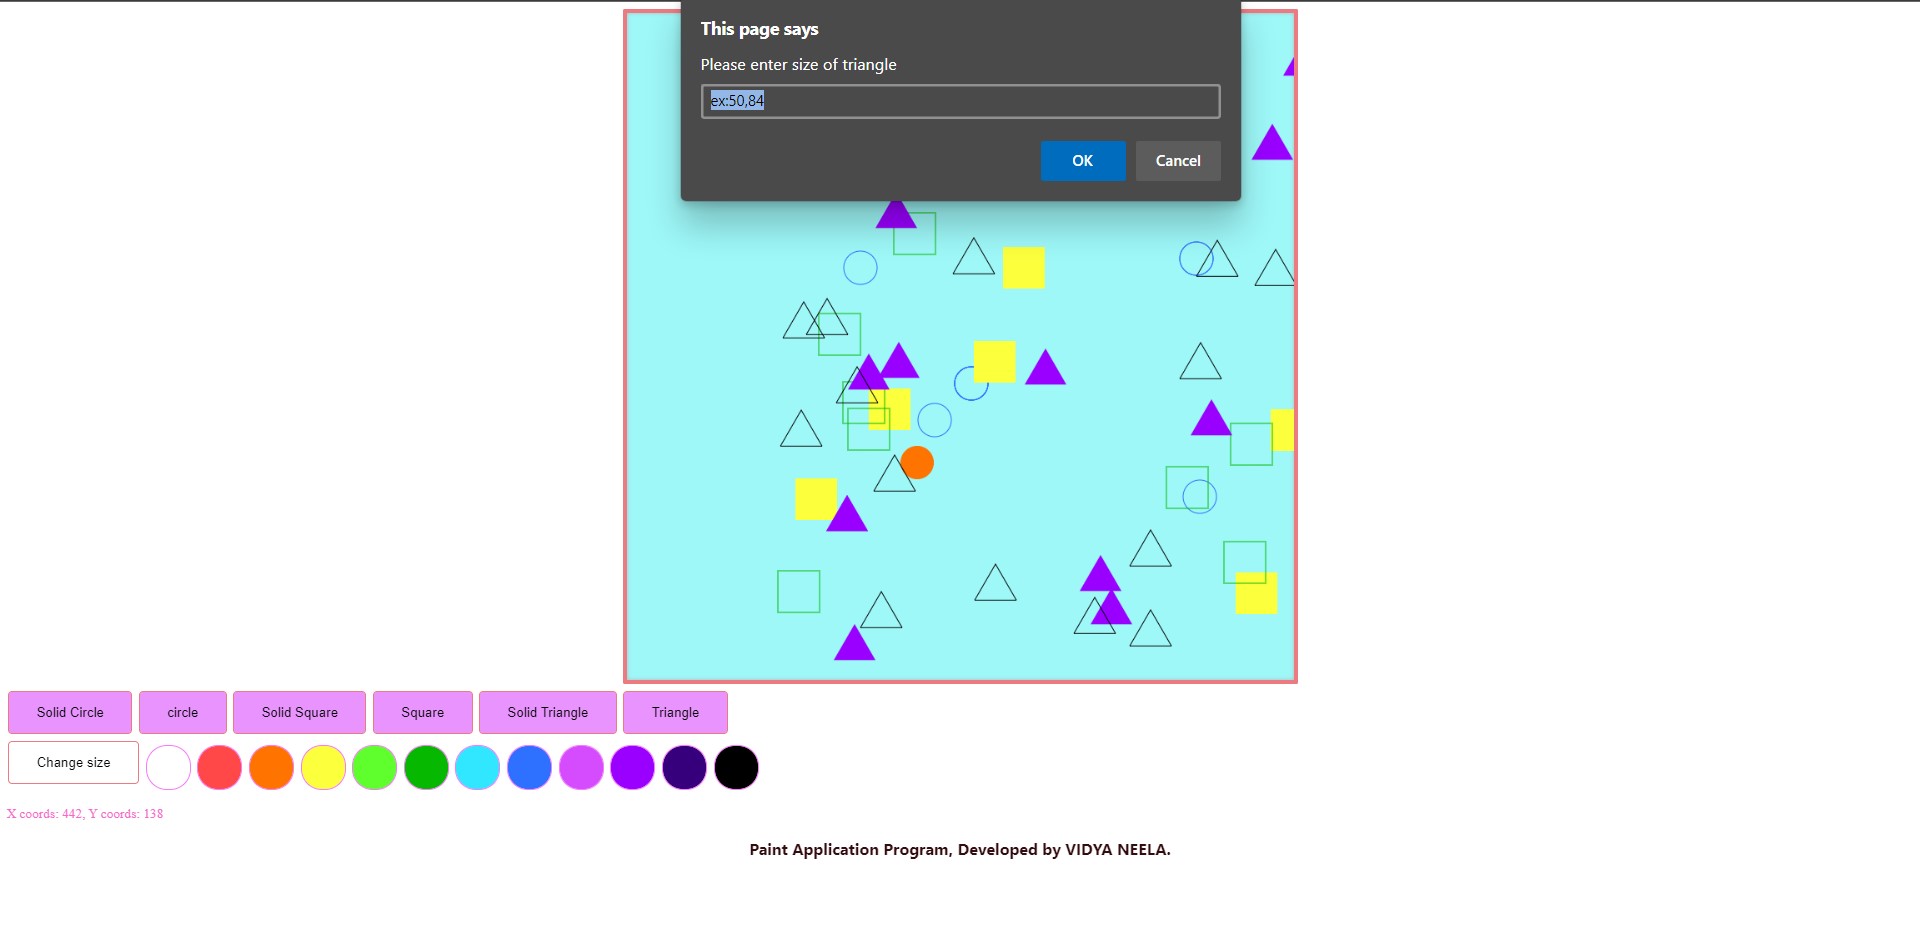 This page says
Please enter size of triangle
ex:50,84
OK Cancel
Solid Circle circle Solid Square Square Solid Triangle Triangle
Change size
X coords: 442, Y coords: 138
Paint Application Program, Developed by VIDYA NEELA.